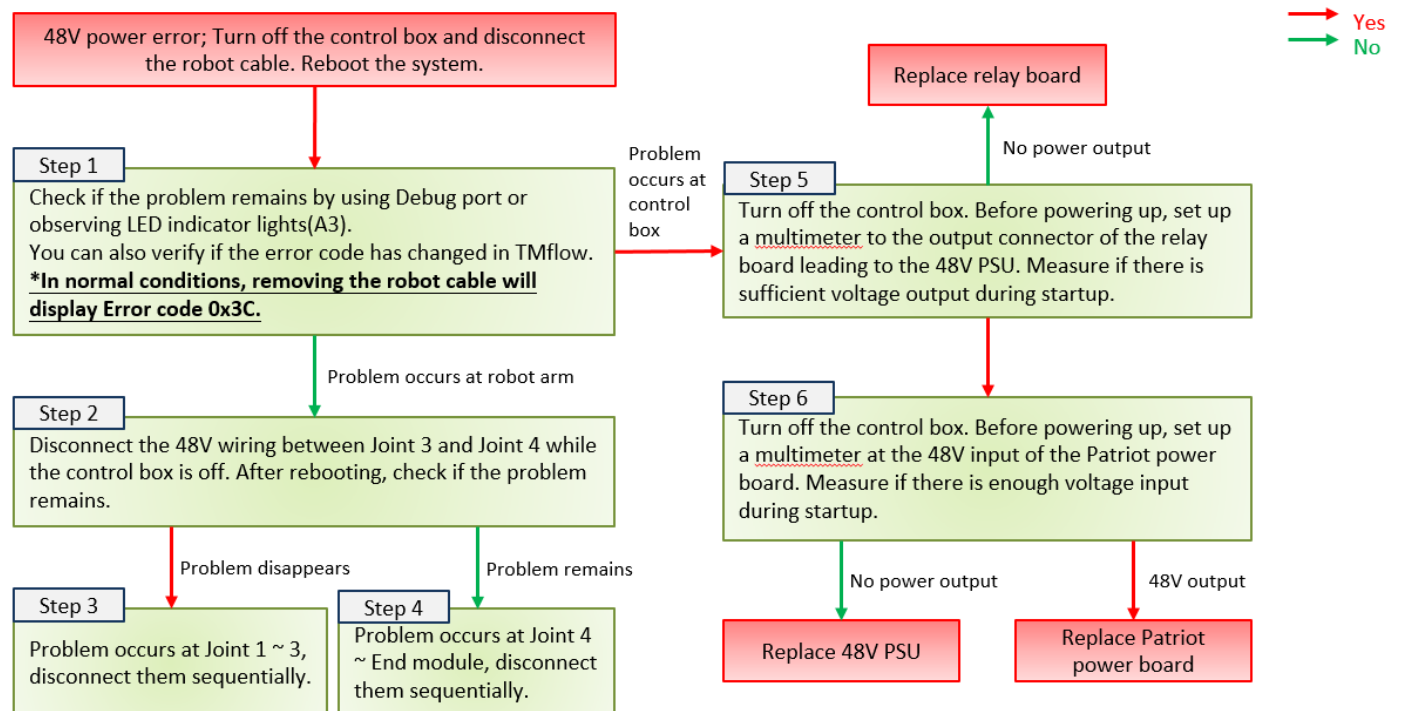 48V power error; Turn off the control box and disconnect
the robot cable. Reboot the system.
Yes
No
Replace relay board
No power output
Step 1
Check if the problem remains by using Debug port or
observing LED indicator lights(A3).
You can also verify if the error code has changed in TMflow.
*In normal conditions, removing the robot cable will
display Error code 0x3C.
Problem
occurs at
control
box
Step 5
Turn off the control box. Before powering up, set up
a multimeter to the output connector of the relay
board leading to the 48V PSU. Measure if there is
sufficient voltage output during startup.
Problem occurs at robot arm
Step 2
Disconnect the 48V wiring between Joint 3 and Joint 4 while
the control box is off. After rebooting, check if the problem
remains.
Step 6
Turn off the control box. Before powering up, set up
a multimeter at the 48V input of the Patriot power
board. Measure if there is enough voltage input
during startup.
Problem disappears
Problem remains
No power output
48V output
Step 3
Problem occurs at Joint 1 ~ 3,
disconnect them sequentially.
Step 4
Problem occurs at Joint 4
~ End module, disconnect
them sequentially.
Replace 48V PSU
Replace Patriot
power board